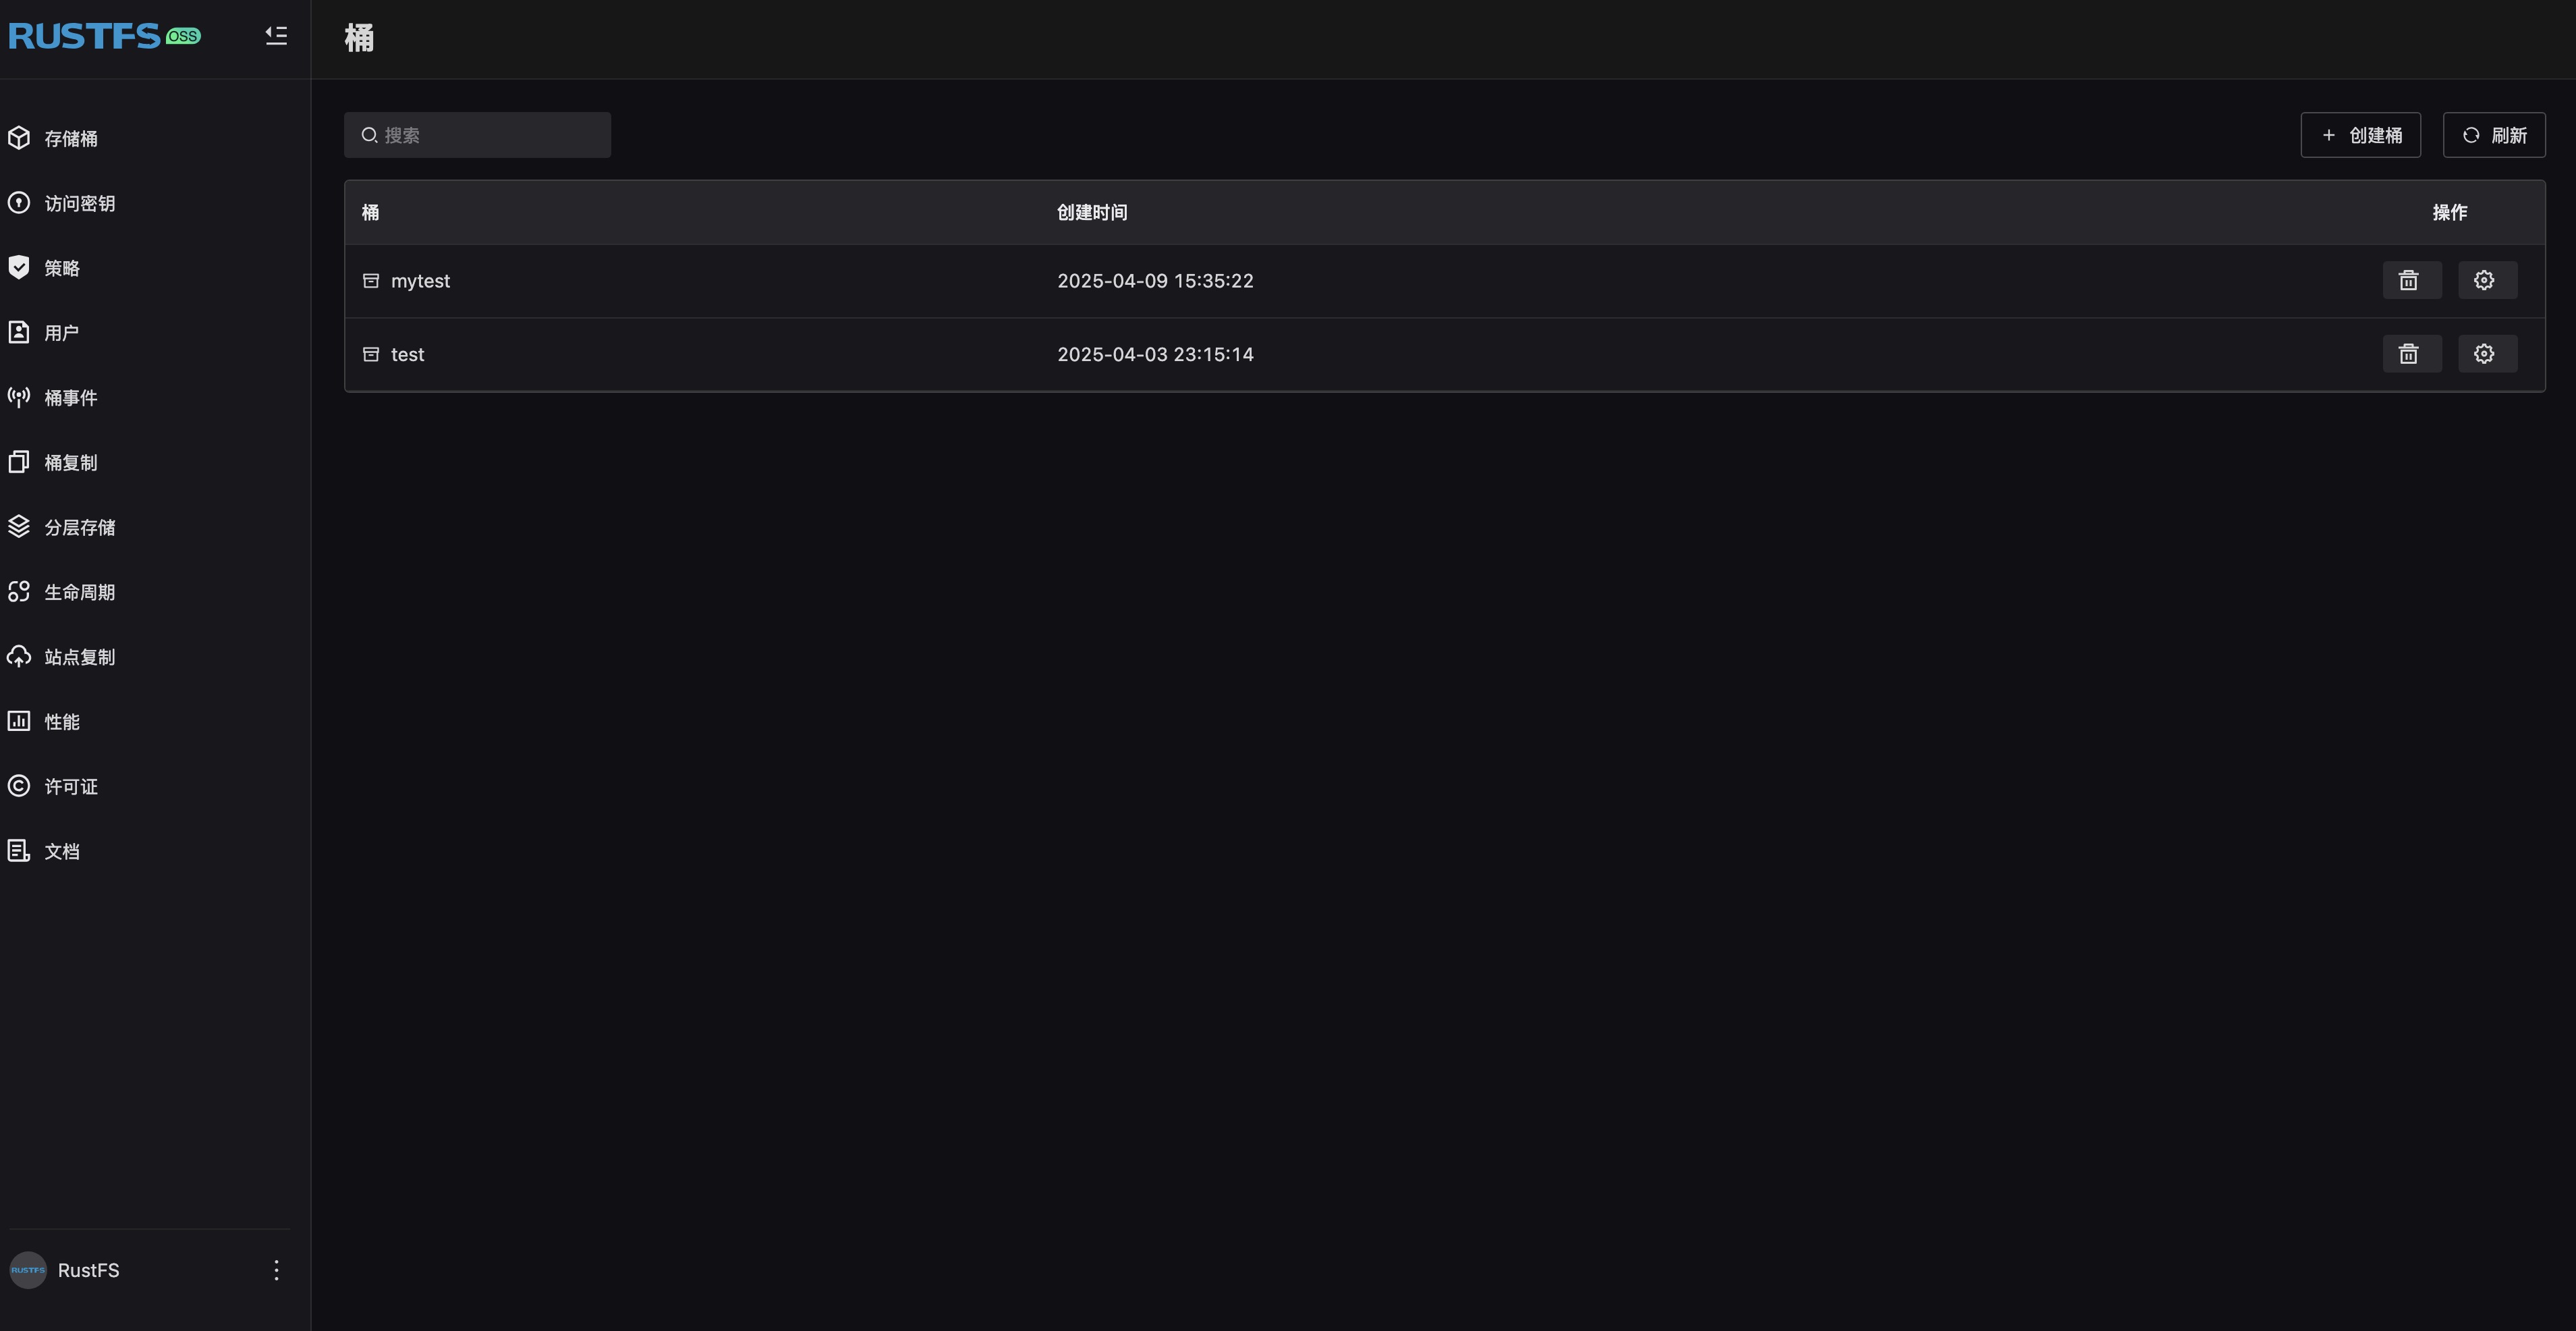 RUSTFS OSS
桶
存储桶
访问密钥
策略
用户
桶事件
桶复制
分层存储
生命周期
站点复制
性能
许可证
文档
RUSTFS
RustFS
搜索
创建桶
刷新
桶 创建时间 操作
mytest 2025-04-09 15:35:22
test 2025-04-03 23:15:14